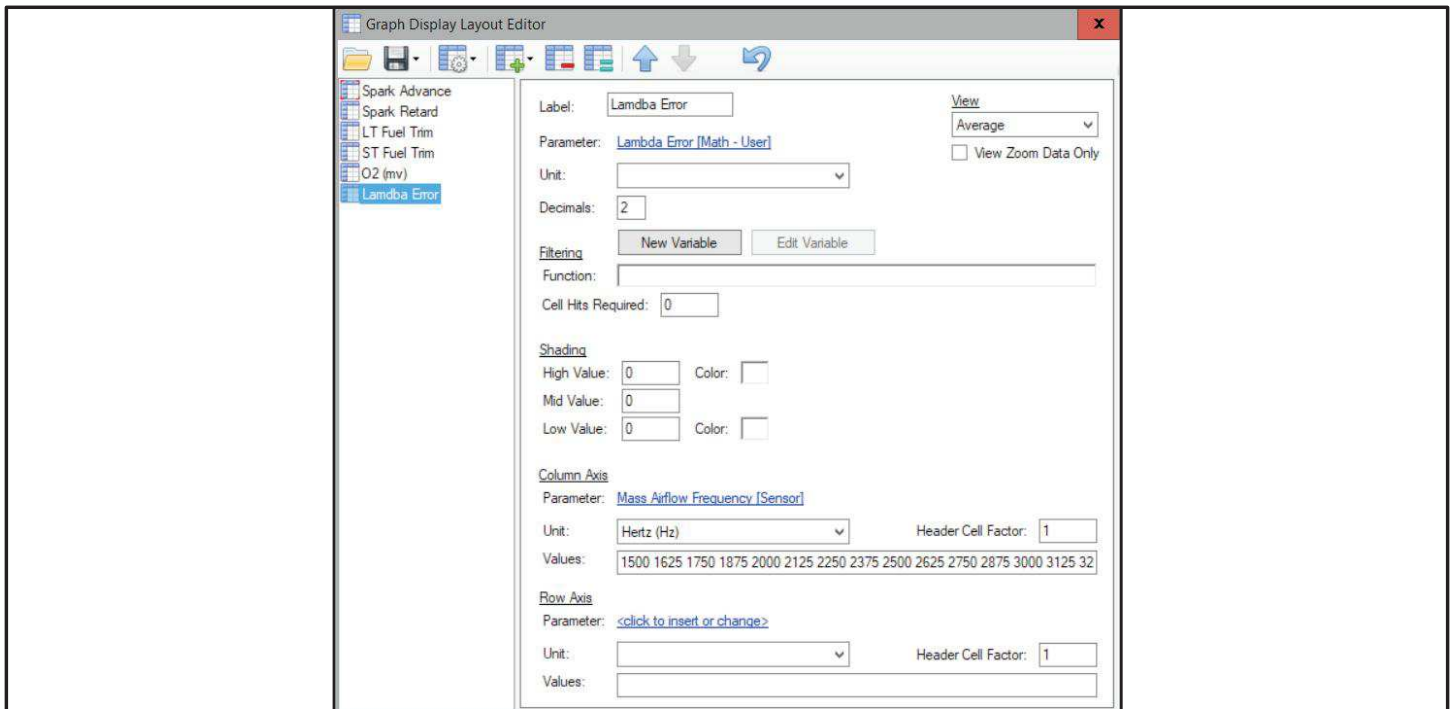 Graph Display Layout Editor
x
Spark Advance
Spark Retard
LT Fuel Trim
ST Fuel Trim
O2 (mv)
Lamdba Error
Label: Lamdba Error
View
Average
View Zoom Data Only
Parameter: Lambda Error [Math - User]
Unit:
Decimals: 2
New Variable Edit Variable
Filtering
Function:
Cell Hits Required: 0
Shading
High Value: 0 Color:
Mid Value: 0
Low Value: 0 Color:
Column Axis
Parameter: Mass Airflow Frequency [Sensor]
Unit: Hertz (Hz) Header Cell Factor: 1
Values: 1500 1625 1750 1875 2000 2125 2250 2375 2500 2625 2750 2875 3000 3125 32
Row Axis
Parameter: <click to insert or change>
Unit: Header Cell Factor: 1
Values: